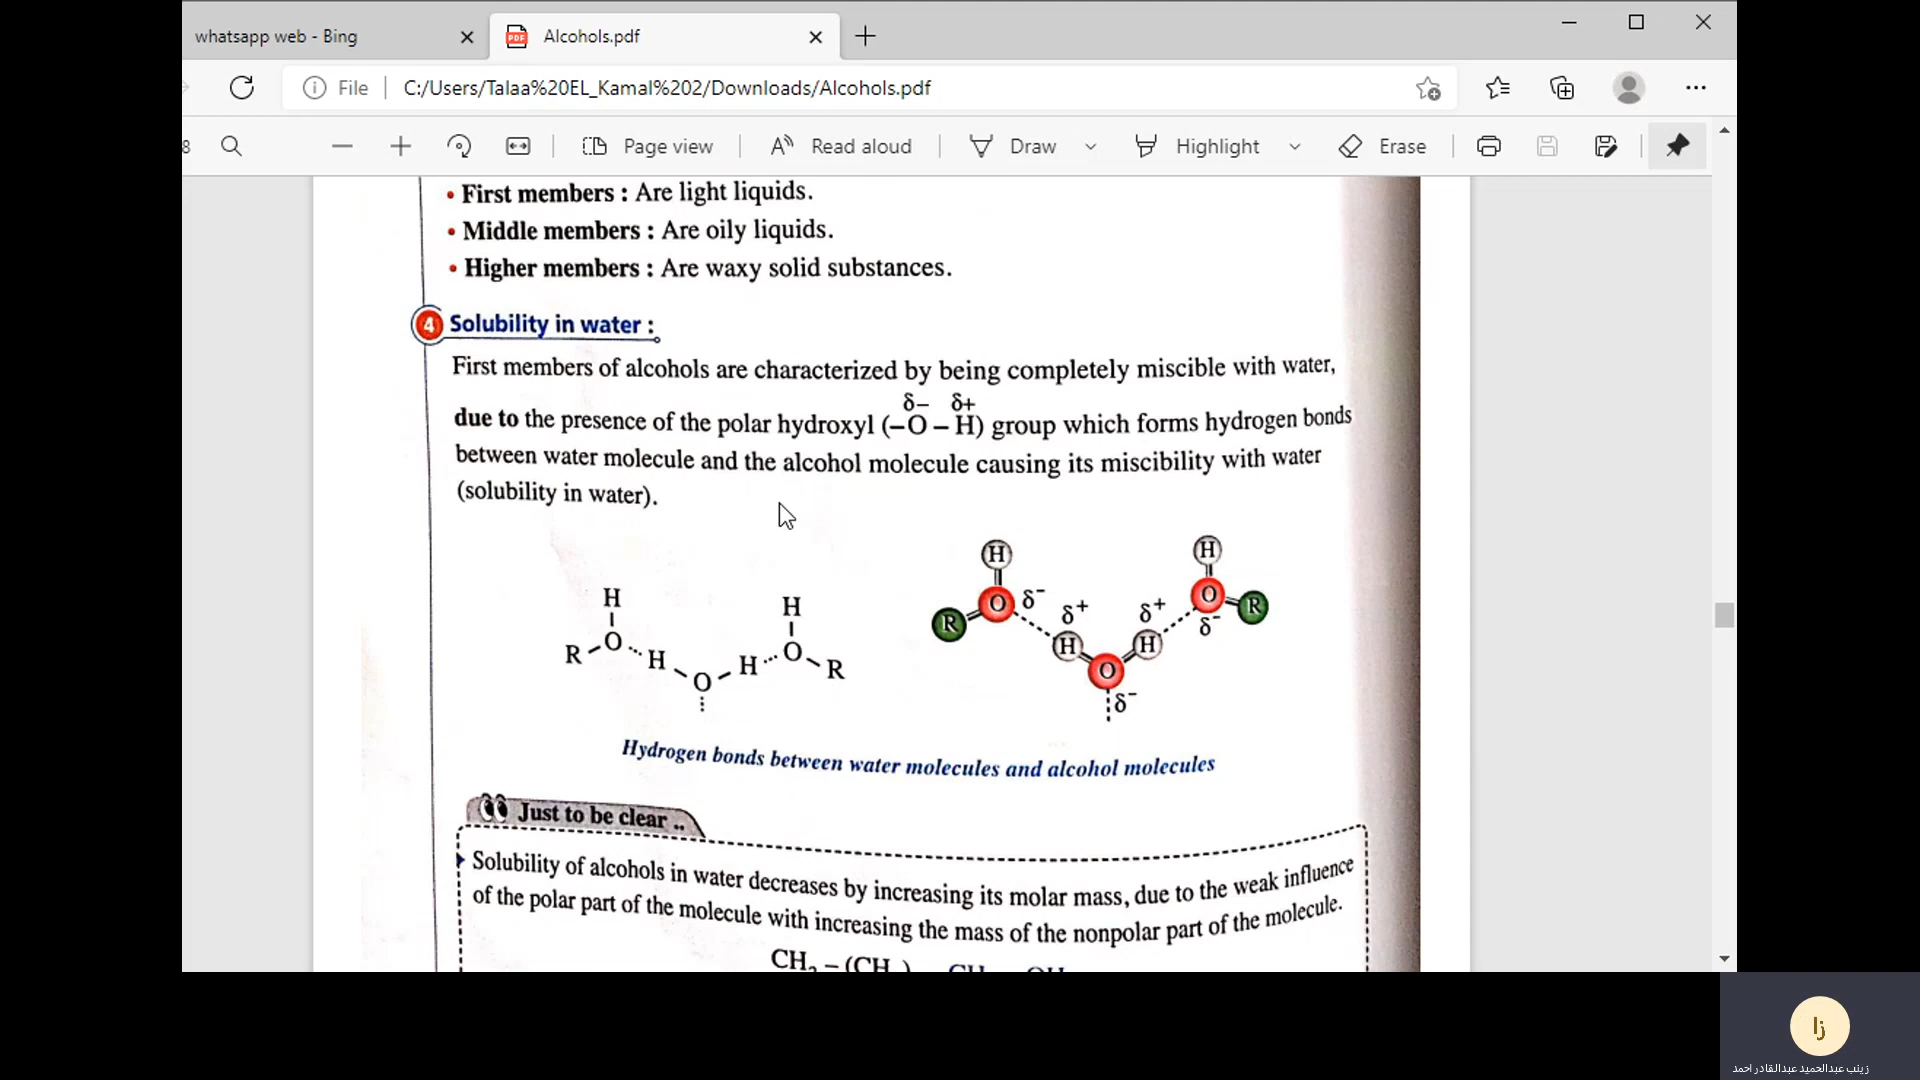 whatsapp web - Bing
Alcohols.pdf
File
C:/Users/Talaa%20EL_Kamal%202/Downloads/Alcohols.pdf
8
Page view
Read aloud
Draw
Highlight
Erase
• First members : Are light liquids.
• Middle members : Are oily liquids.
• Higher members : Are waxy solid substances.
4 Solubility in water :
First members of alcohols are characterized by being completely miscible with water,
δ− δ+
due to the presence of the polar hydroxyl (–O – H) group which forms hydrogen bonds
between water molecule and the alcohol molecule causing its miscibility with water
(solubility in water).
H H
R O H O H O R
H H
R O δ− δ+ H O H δ+ O R δ−
δ−
Hydrogen bonds between water molecules and alcohol molecules
Just to be clear ..
Solubility of alcohols in water decreases by increasing its molar mass, due to the weak influence
of the polar part of the molecule with increasing the mass of the nonpolar part of the molecule.
زا
زينب عبدالحميد عبدالقادر احمد